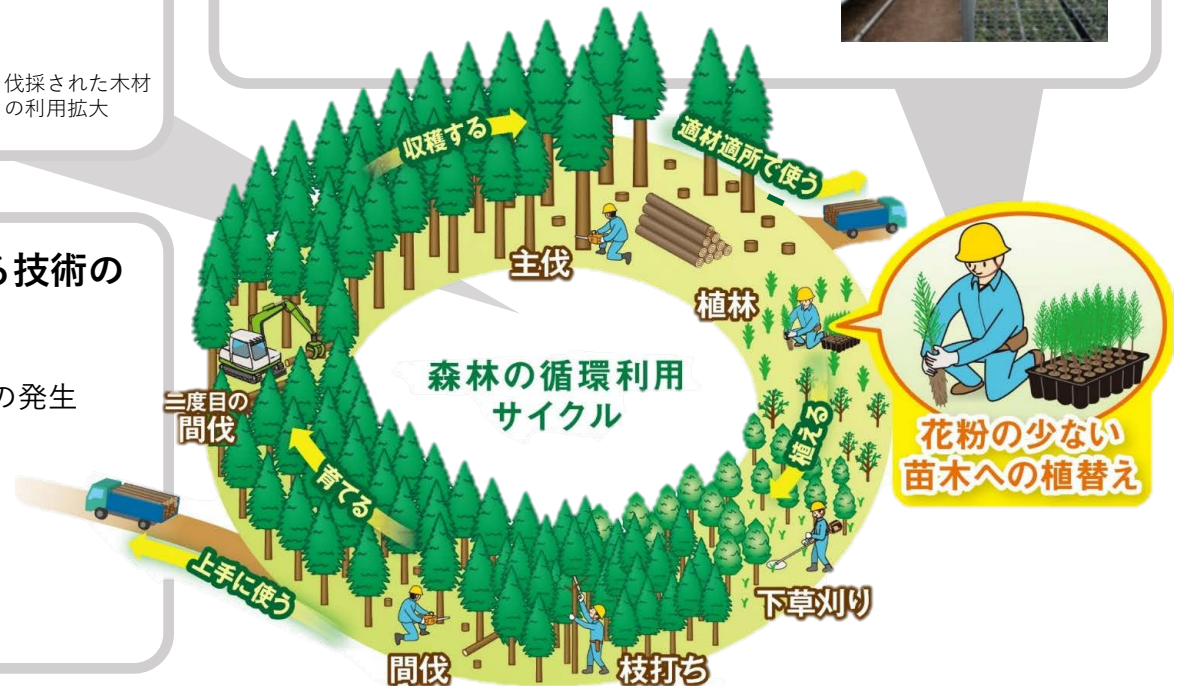 伐採された木材
の利用拡大
る技術の
の発生
収穫する
適材適所で使う
主伐
植林
森林の循環利用
サイクル
二度目の
間伐
育てる
植える
花粉の少ない
苗木への植替え
上手に使う
下草刈り
間伐
枝打ち